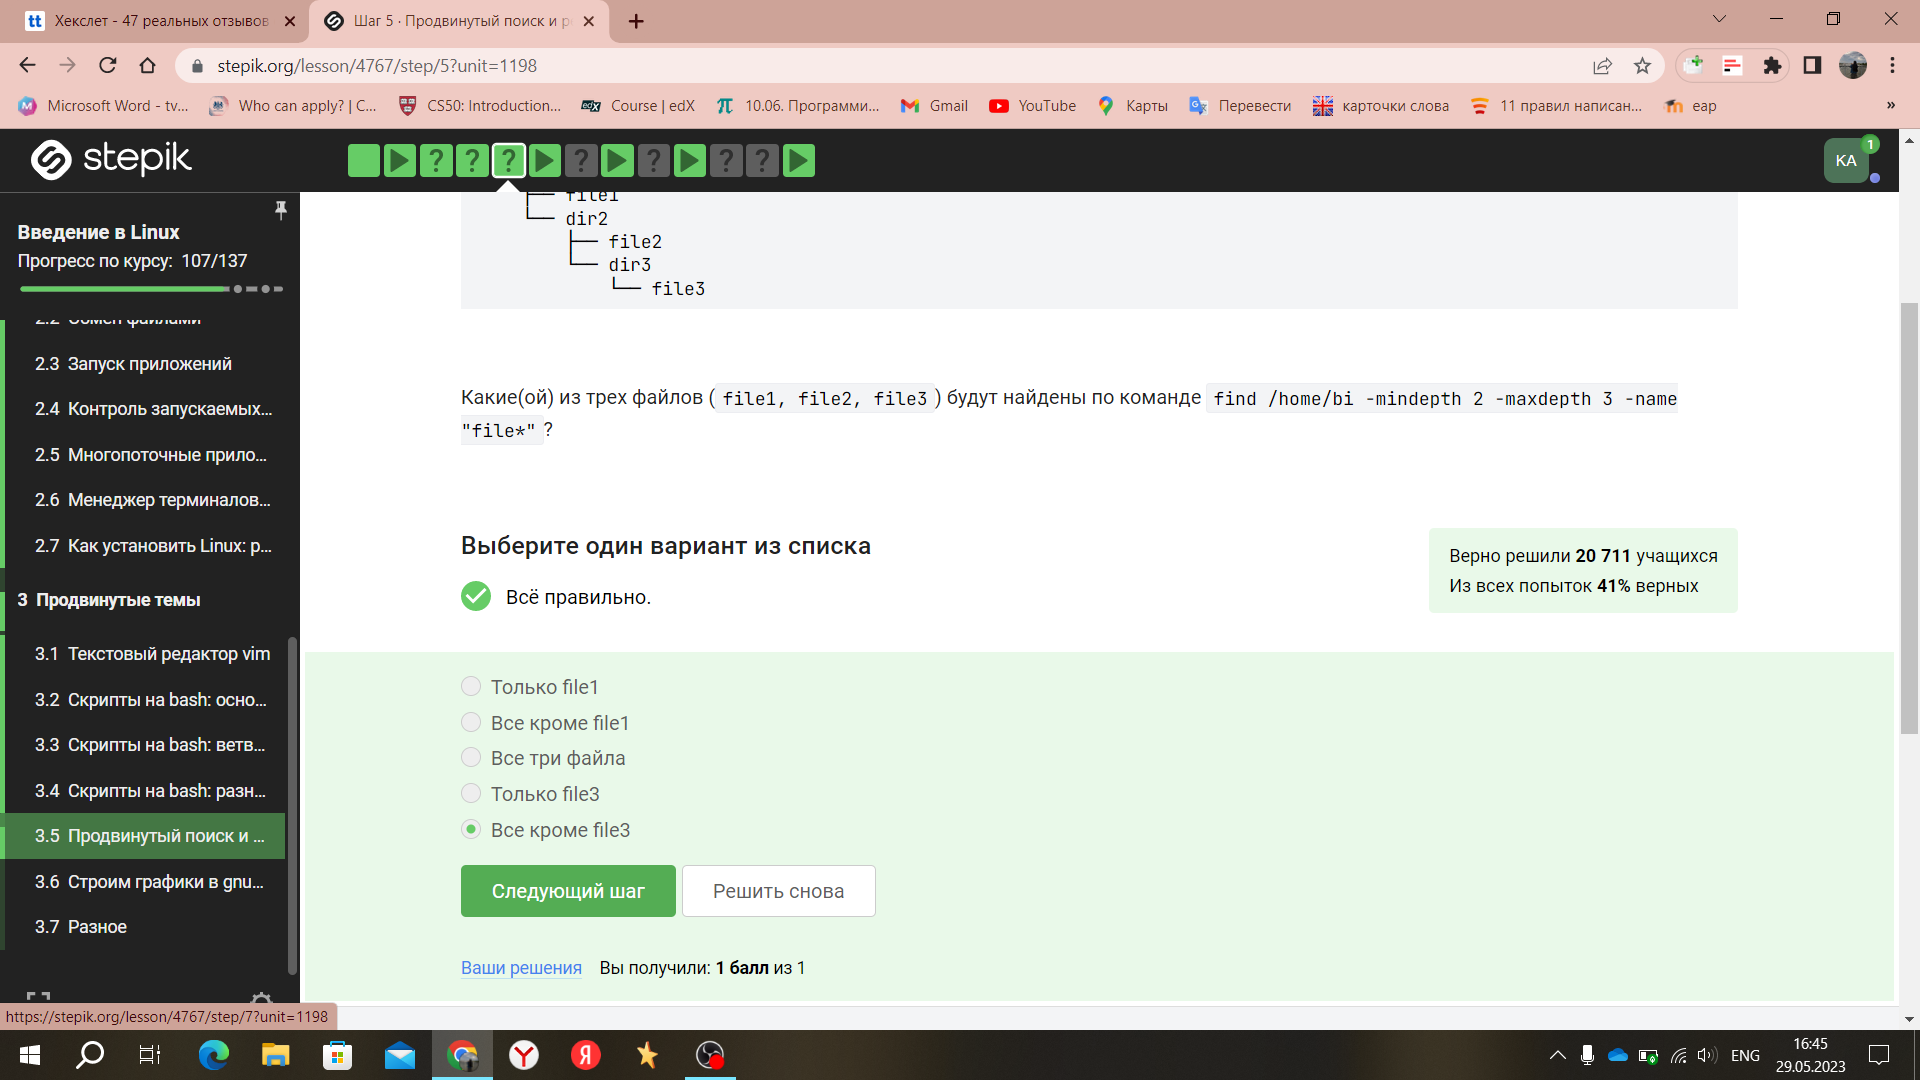 Хекслет - 47 реальных отзывов
Шаг 5 · Продвинутый поиск и р
stepik.org/lesson/4767/step/5?unit=1198
Microsoft Word - tv...
Who can apply? | C...
CS50: Introduction...
Course | edX
10.06. Программи...
Gmail
YouTube
Карты
Перевести
карточки слова
11 правил написан...
eap
»
stepik
KA
1
Введение в Linux
Прогресс по курсу: 107/137
2.2 Обмен файлами
2.3 Запуск приложений
2.4 Контроль запускаемых...
2.5 Многопоточные прило...
2.6 Менеджер терминалов...
2.7 Как установить Linux: р...
3 Продвинутые темы
3.1 Текстовый редактор vim
3.2 Скрипты на bash: осно...
3.3 Скрипты на bash: ветв...
3.4 Скрипты на bash: разн...
3.5 Продвинутый поиск и ...
3.6 Строим графики в gnu...
3.7 Разное
├── file1
└── dir2
├── file2
└── dir3
└── file3
Какие(ой) из трех файлов ( file1, file2, file3 ) будут найдены по команде find /home/bi -mindepth 2 -maxdepth 3 -name
"file*" ?
Выберите один вариант из списка
Всё правильно.
Верно решили 20 711 учащихся
Из всех попыток 41% верных
Только file1
Все кроме file1
Все три файла
Только file3
Все кроме file3
Следующий шаг
Решить снова
Ваши решения Вы получили: 1 балл из 1
https://stepik.org/lesson/4767/step/7?unit=1198
ENG
16:45
29.05.2023